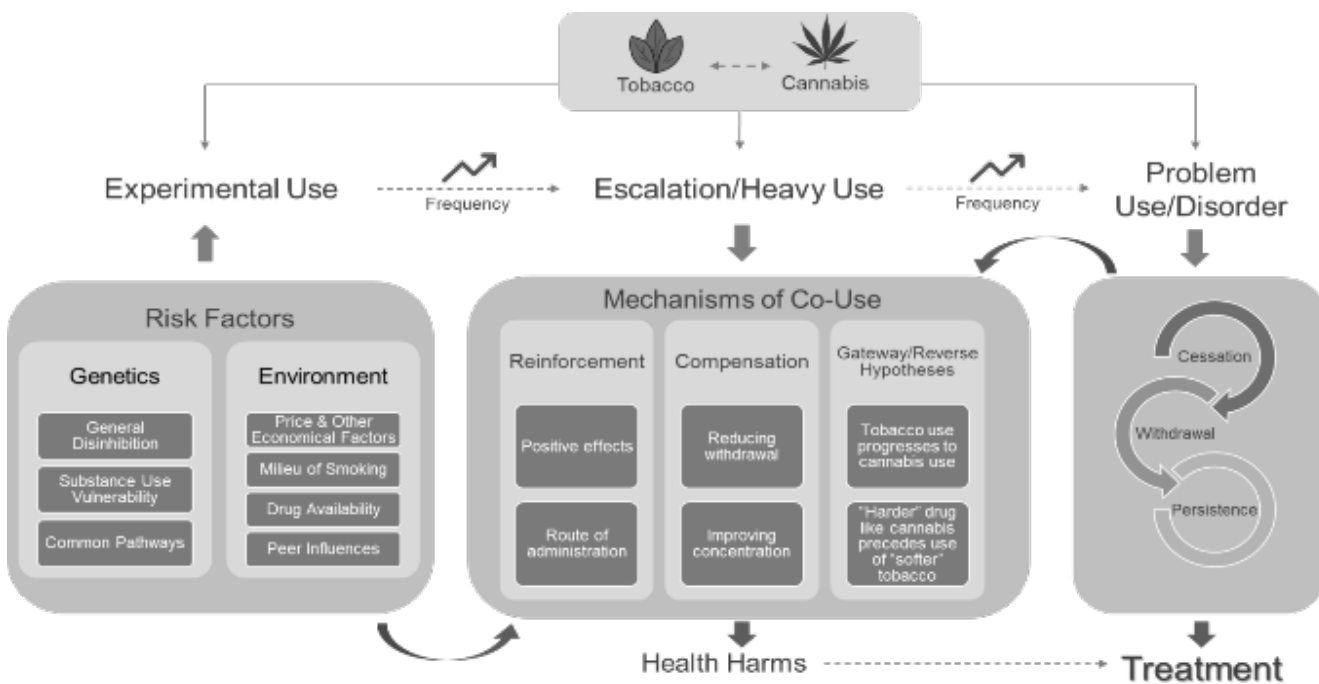 Tobacco
Cannabis
Experimental Use
Frequency
Escalation/Heavy Use
Frequency
Problem
Use/Disorder
Risk Factors
Genetics
General
Disinhibition
Substance Use
Vulnerability
Common Pathways
Environment
Price & Other
Economical Factors
Milieu of Smoking
Drug Availability
Peer Influences
Mechanisms of Co-Use
Reinforcement
Positive effects
Route of
administration
Compensation
Reducing
withdrawal
Improving
concentration
Gateway/Reverse
Hypotheses
Tobacco use
progresses to
cannabis use
"Harder" drug
like cannabis
precedes use
of "softer"
tobacco
Cessation
Withdrawal
Persistence
Health Harms
Treatment